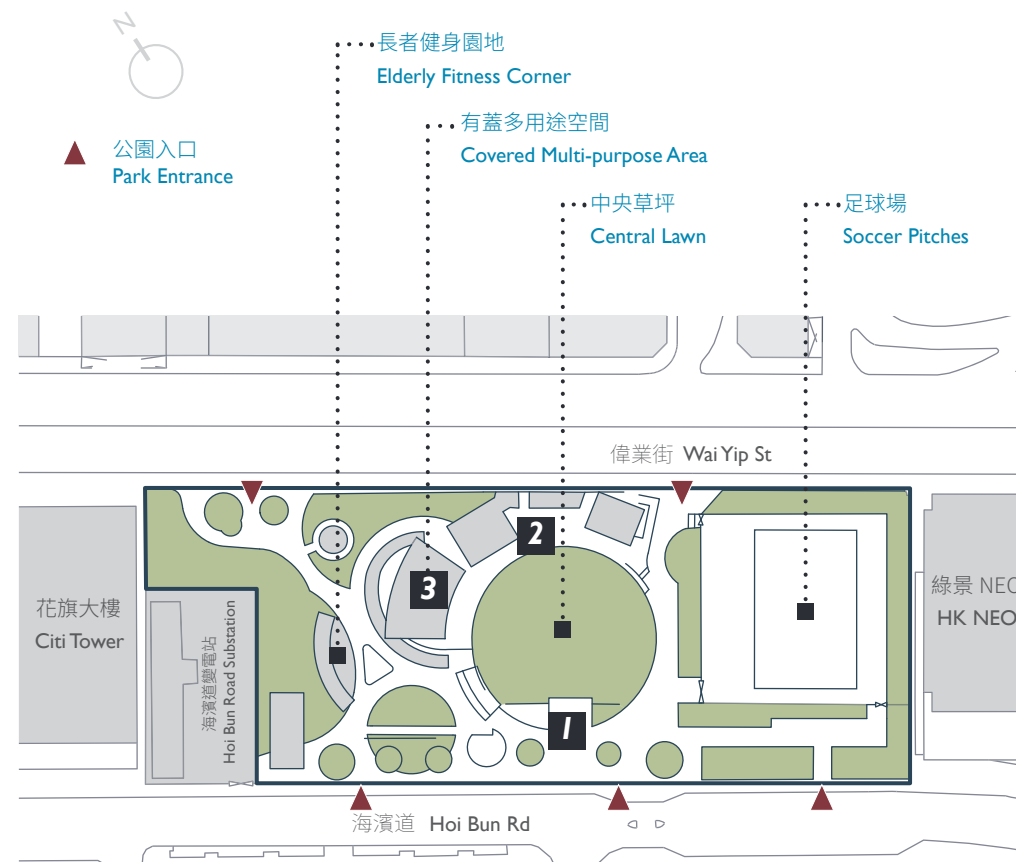 N
長者健身園地
Elderly Fitness Corner
有蓋多用途空間
Covered Multi-purpose Area
公園入口
Park Entrance
中央草坪
Central Lawn
足球場
Soccer Pitches
偉業街 Wai Yip St
2
3
花旗大樓
Citi Tower
海濱道變電站
Hoi Bun Road Substation
綠景 NEO
HK NEO
1
海濱道 Hoi Bun Rd